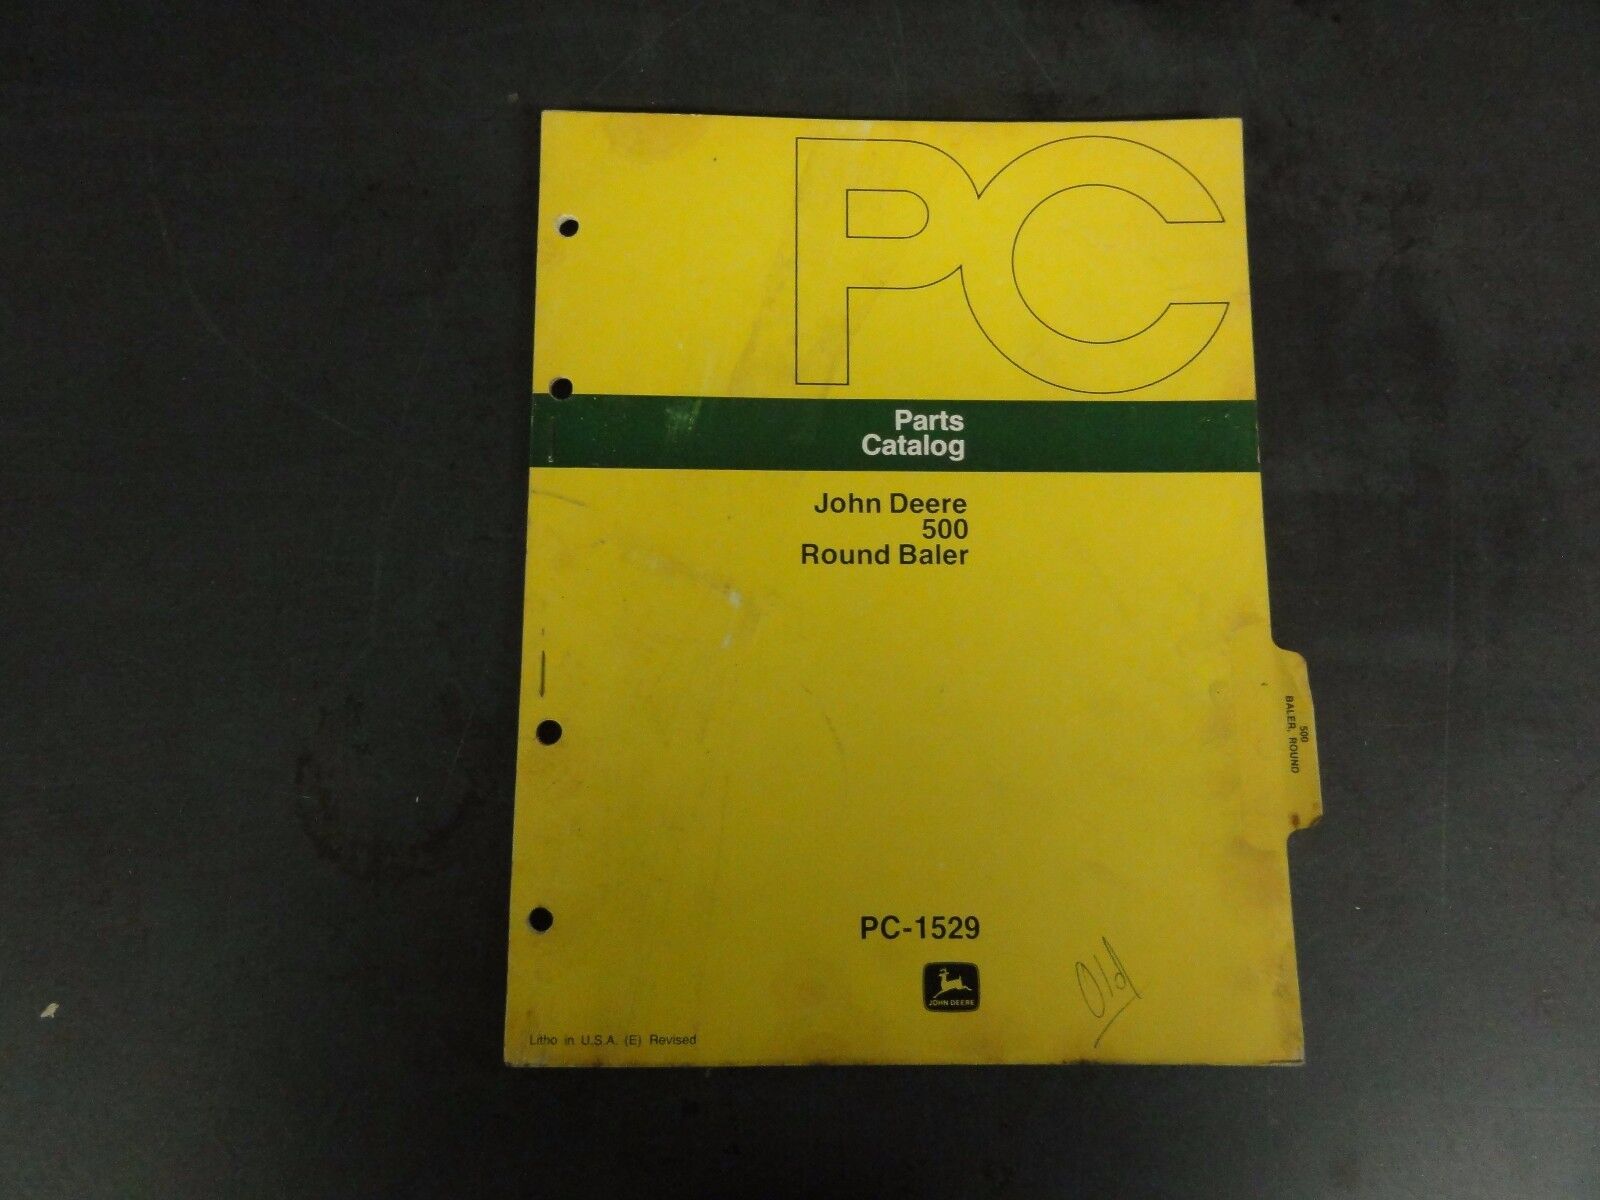 PC
Parts
Catalog
John Deere
500
Round Baler
500
BALER, ROUND
PC-1529
JOHN DEERE
Old
Litho in U.S.A. (E) Revised